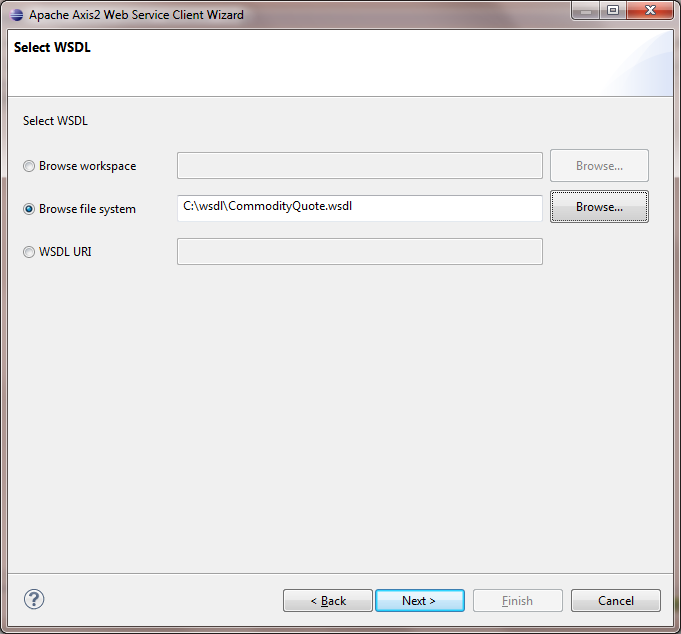 Apache Axis2 Web Service Client Wizard
Select WSDL
Select WSDL
Browse workspace Browse...
Browse file system C:\wsdl\CommodityQuote.wsdl Browse...
WSDL URI
? < Back Next > Finish Cancel